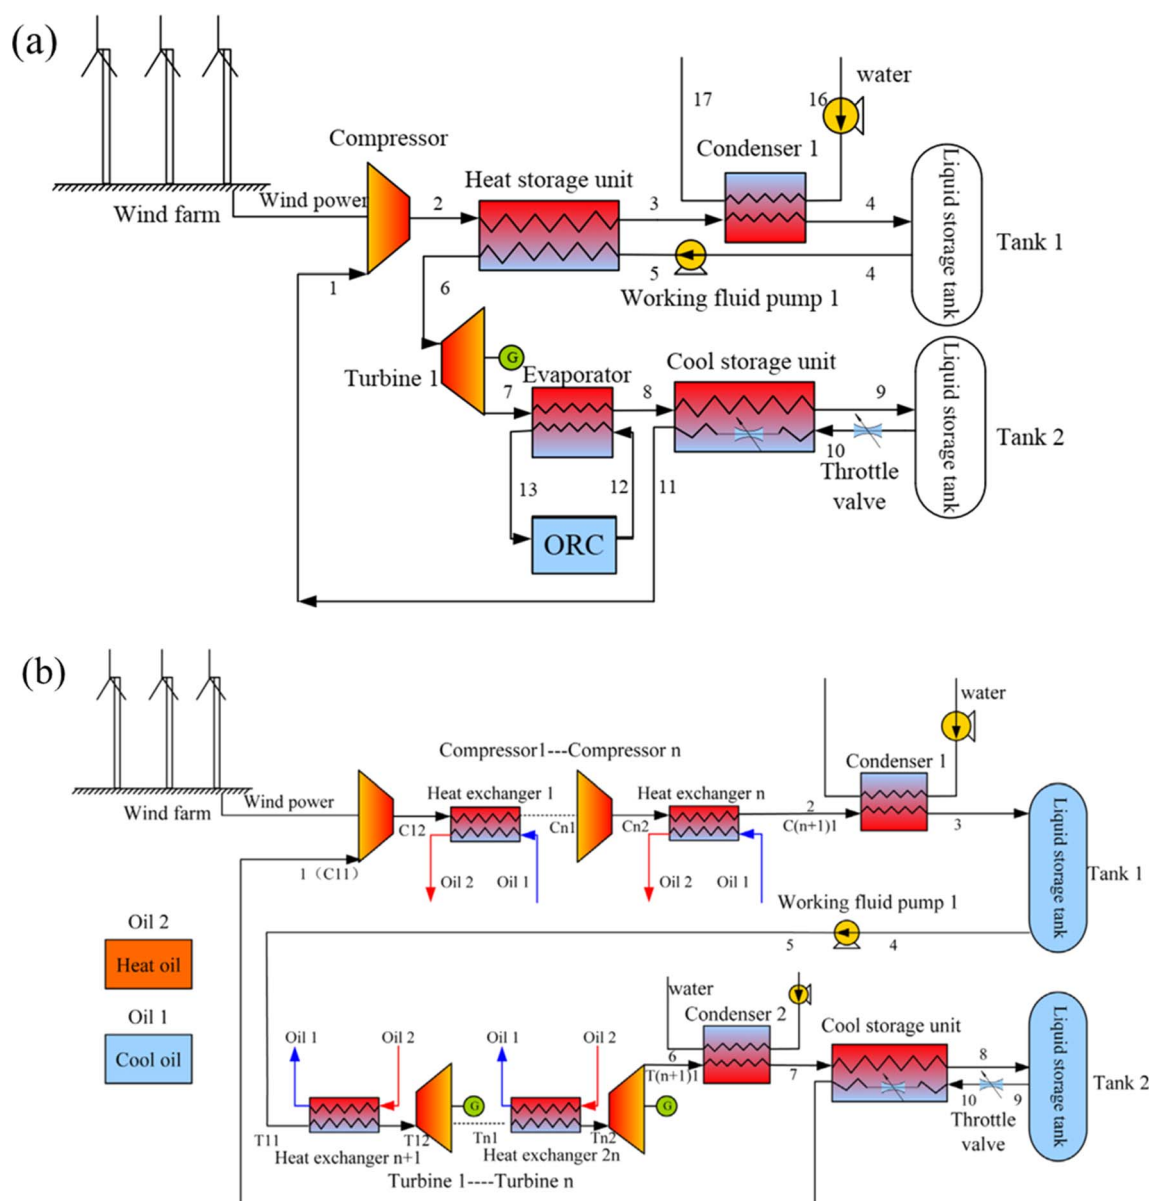 (a)
water
17
16
Compressor
Condenser 1
Heat storage unit
Wind farm
Wind power
2
3
4
Liquid storage tank
Tank 1
1
6
5
4
Working fluid pump 1
Turbine 1
G
7
Evaporator
8
Cool storage unit
9
Liquid storage tank
Tank 2
10
Throttle
valve
13
12
11
ORC
(b)
water
Compressor1---Compressor n
Condenser 1
Wind farm
Wind power
Heat exchanger 1
Heat exchanger n
C12
Cn1
Cn2
2
C(n+1)1
3
1（C11）
Oil 2
Oil 1
Oil 2
Oil 1
Liquid storage tank
Tank 1
Working fluid pump 1
5
4
Oil 2
Heat oil
Oil 1
Cool oil
water
Condenser 2
Cool storage unit
Oil 1
Oil 2
Oil 1
Oil 2
6
T(n+1)1
7
8
Liquid storage tank
Tank 2
10
9
Throttle
valve
G
G
T11
T12
Tn1
Tn2
Heat exchanger n+1
Heat exchanger 2n
Turbine 1----Turbine n